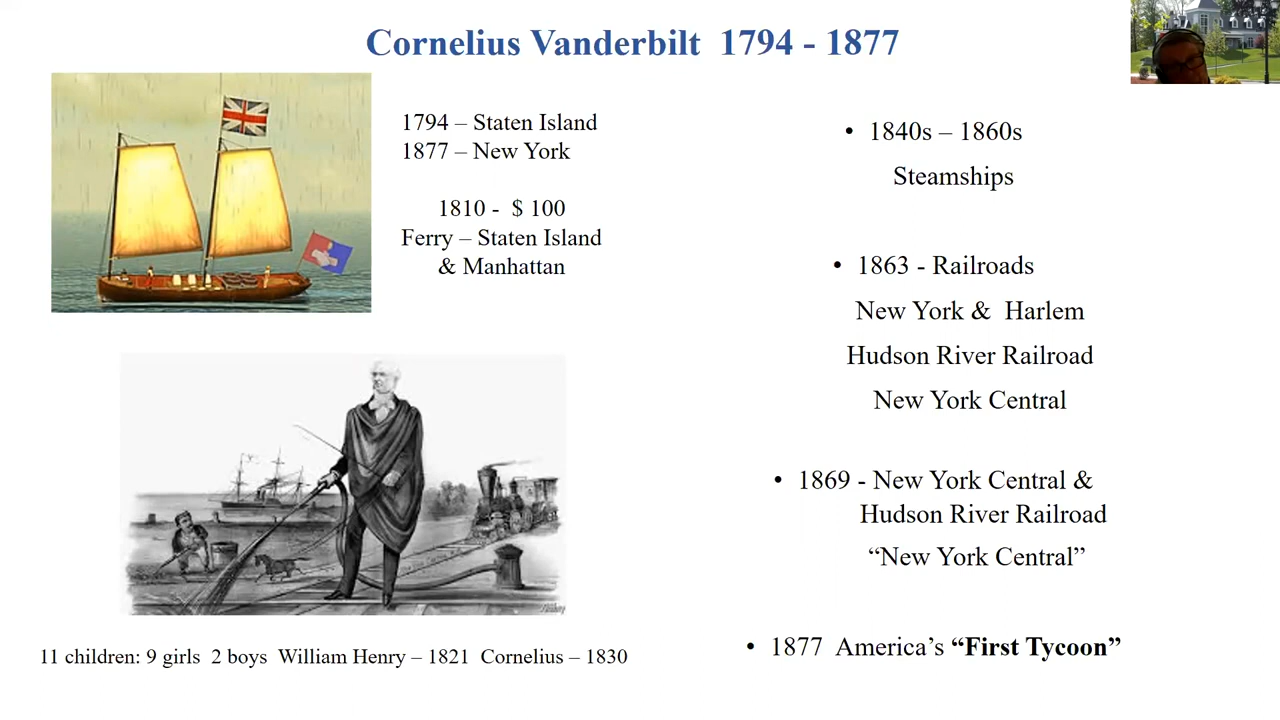 Cornelius Vanderbilt 1794 - 1877
1794 – Staten Island
1877 – New York
1810 - $ 100
Ferry – Staten Island
& Manhattan
11 children: 9 girls 2 boys William Henry – 1821 Cornelius – 1830
• 1840s – 1860s
Steamships
• 1863 - Railroads
New York & Harlem
Hudson River Railroad
New York Central
• 1869 - New York Central &
Hudson River Railroad
“New York Central”
• 1877 America’s “First Tycoon”